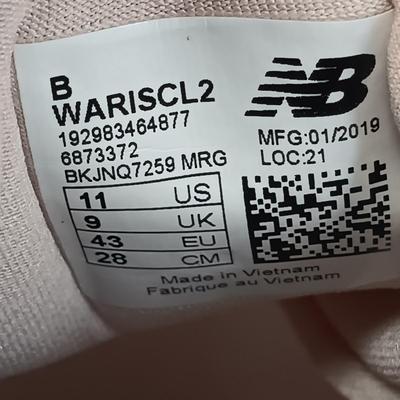 B
WARISCL2
192983464877
6873372
BKJNQ7259 MRG
NB
MFG:01/2019
LOC:21
11 US
9 UK
43 EU
28 CM
Made in Vietnam
Fabrique au Vietnam